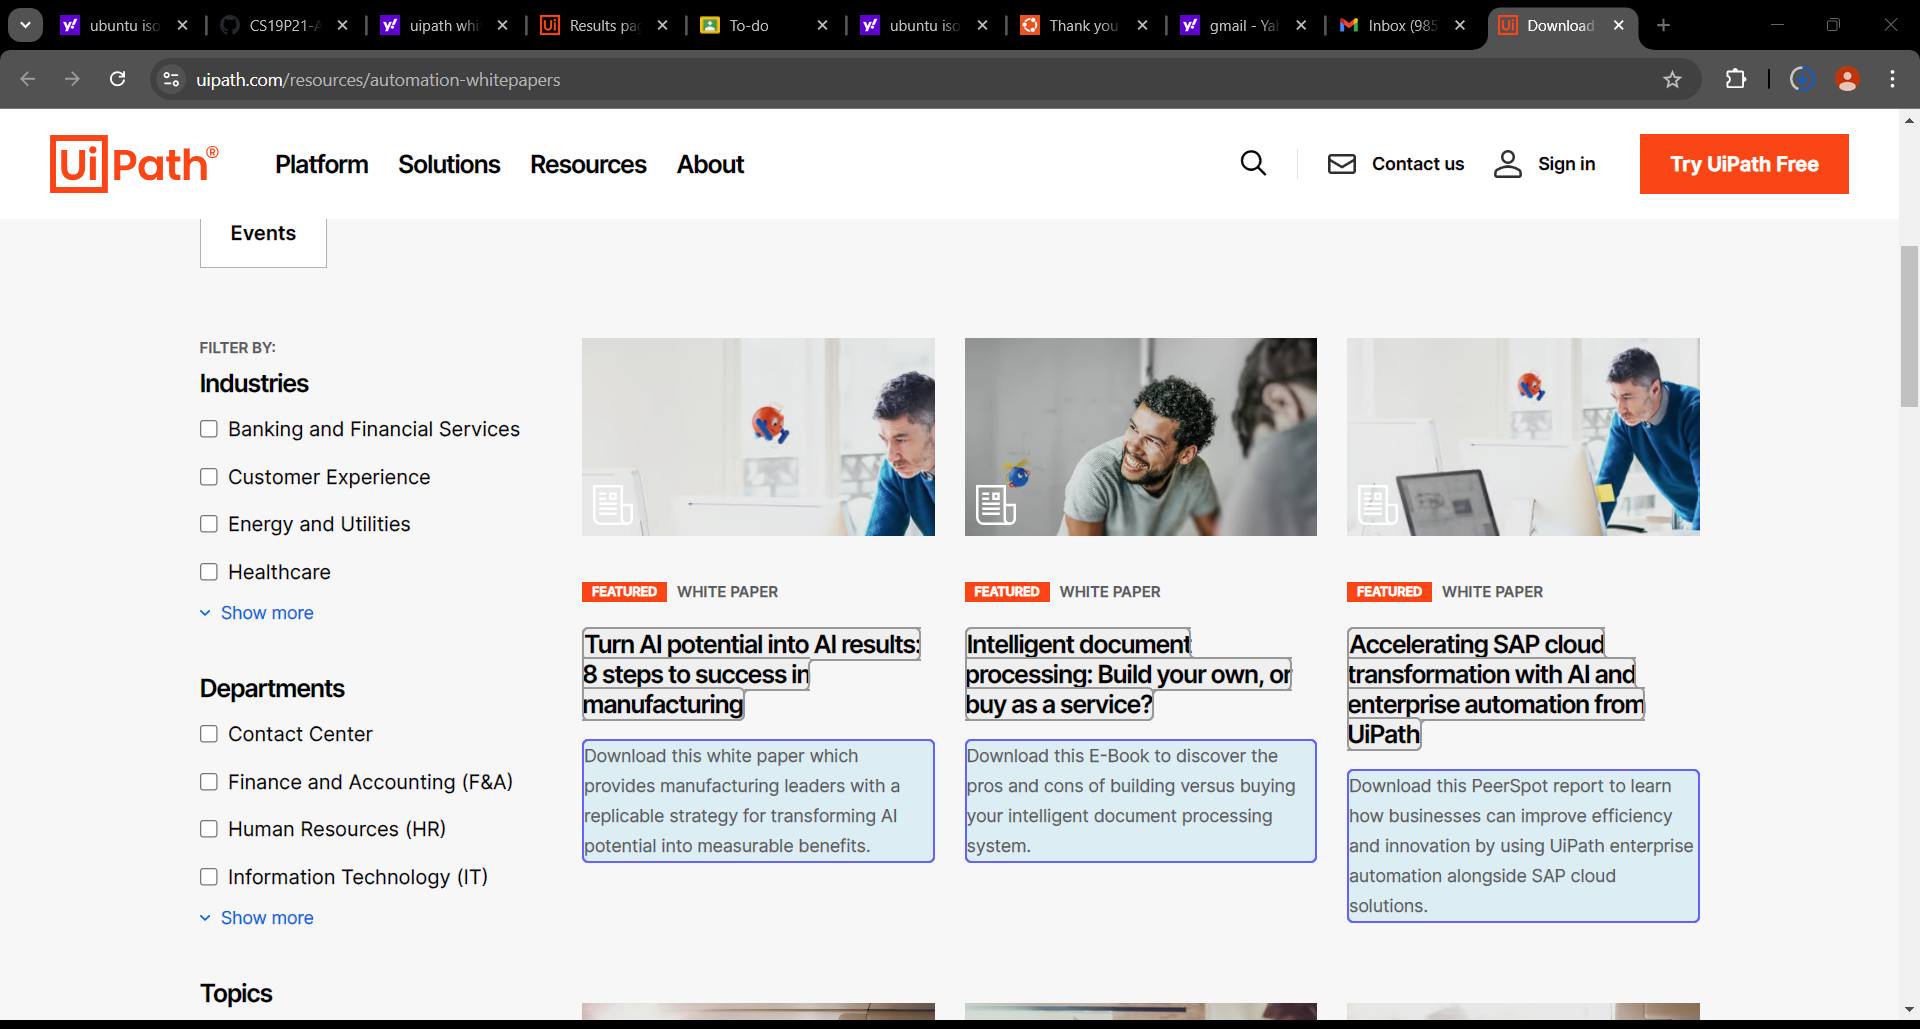 ubuntu iso
CS19P21-A
uipath whi
Results pa
To-do
ubuntu iso
Thank you
gmail - Ya
Inbox (985
Download
uipath.com/resources/automation-whitepapers
UiPath®
Platform
Solutions
Resources
About
Contact us
Sign in
Try UiPath Free
Events
FILTER BY:
Industries
Banking and Financial Services
Customer Experience
Energy and Utilities
Healthcare
Show more
Departments
Contact Center
Finance and Accounting (F&A)
Human Resources (HR)
Information Technology (IT)
Show more
Topics
FEATURED WHITE PAPER
Turn AI potential into AI results:
8 steps to success in
manufacturing
Download this white paper which
provides manufacturing leaders with a
replicable strategy for transforming AI
potential into measurable benefits.
FEATURED WHITE PAPER
Intelligent document
processing: Build your own, or
buy as a service?
Download this E-Book to discover the
pros and cons of building versus buying
your intelligent document processing
system.
FEATURED WHITE PAPER
Accelerating SAP cloud
transformation with AI and
enterprise automation from
UiPath
Download this PeerSpot report to learn
how businesses can improve efficiency
and innovation by using UiPath enterprise
automation alongside SAP cloud
solutions.